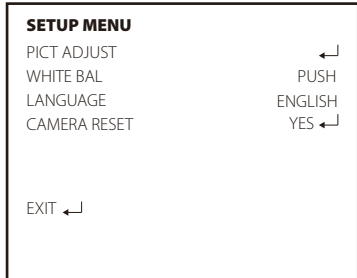 SETUP MENU
PICT ADJUST ↵
WHITE BAL PUSH
LANGUAGE ENGLISH
CAMERA RESET YES ↵
EXIT ↵